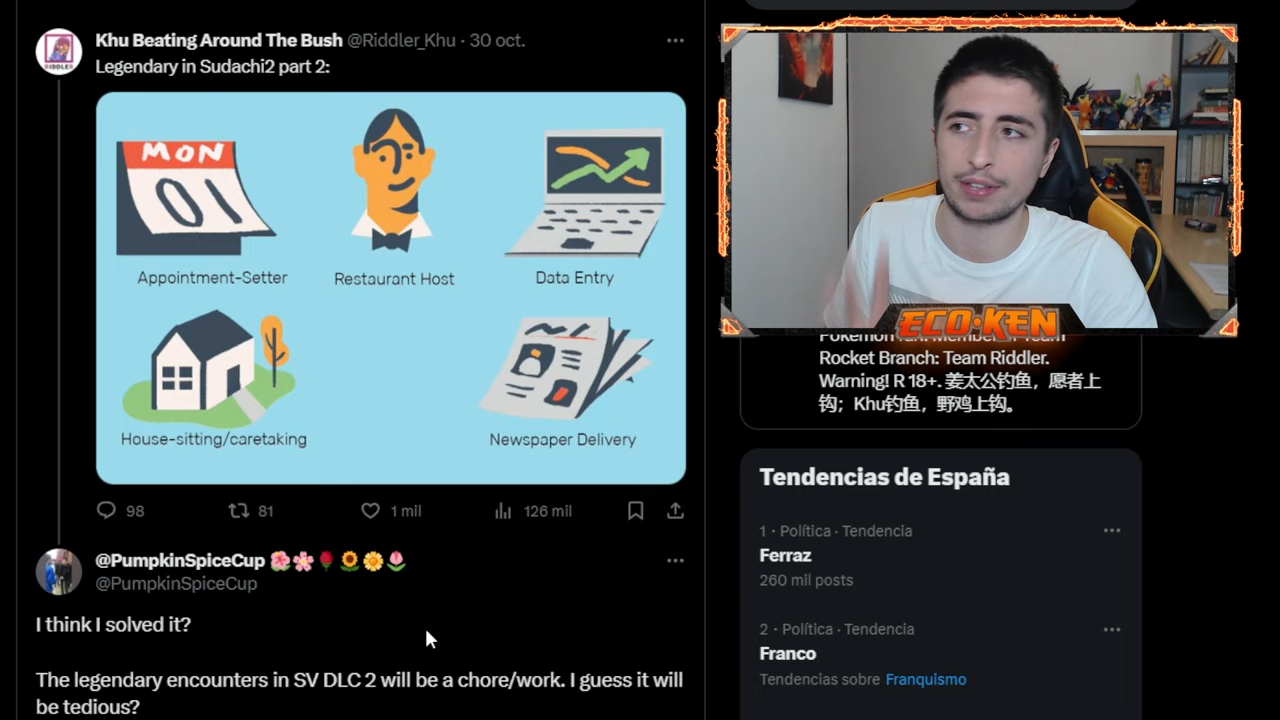 Khu Beating Around The Bush @Riddler_Khu · 30 oct.
Legendary in Sudachi2 part 2:
MON
01
Appointment-Setter
Restaurant Host
Data Entry
House-sitting/caretaking
Newspaper Delivery
98
81
1 mil
126 mil
@PumpkinSpiceCup 🌺🌸🌹🌻🌼🌷
@PumpkinSpiceCup
I think I solved it?
The legendary encounters in SV DLC 2 will be a chore/work. I guess it will
be tedious?
ECO·KEN
Rocket Branch: Team Riddler.
Warning! R 18+. 姜太公钓鱼，愿者上
钩；Khu钓鱼，野鸡上钩。
Tendencias de España
1 · Política · Tendencia
Ferraz
260 mil posts
2 · Política · Tendencia
Franco
Tendencias sobre Franquismo